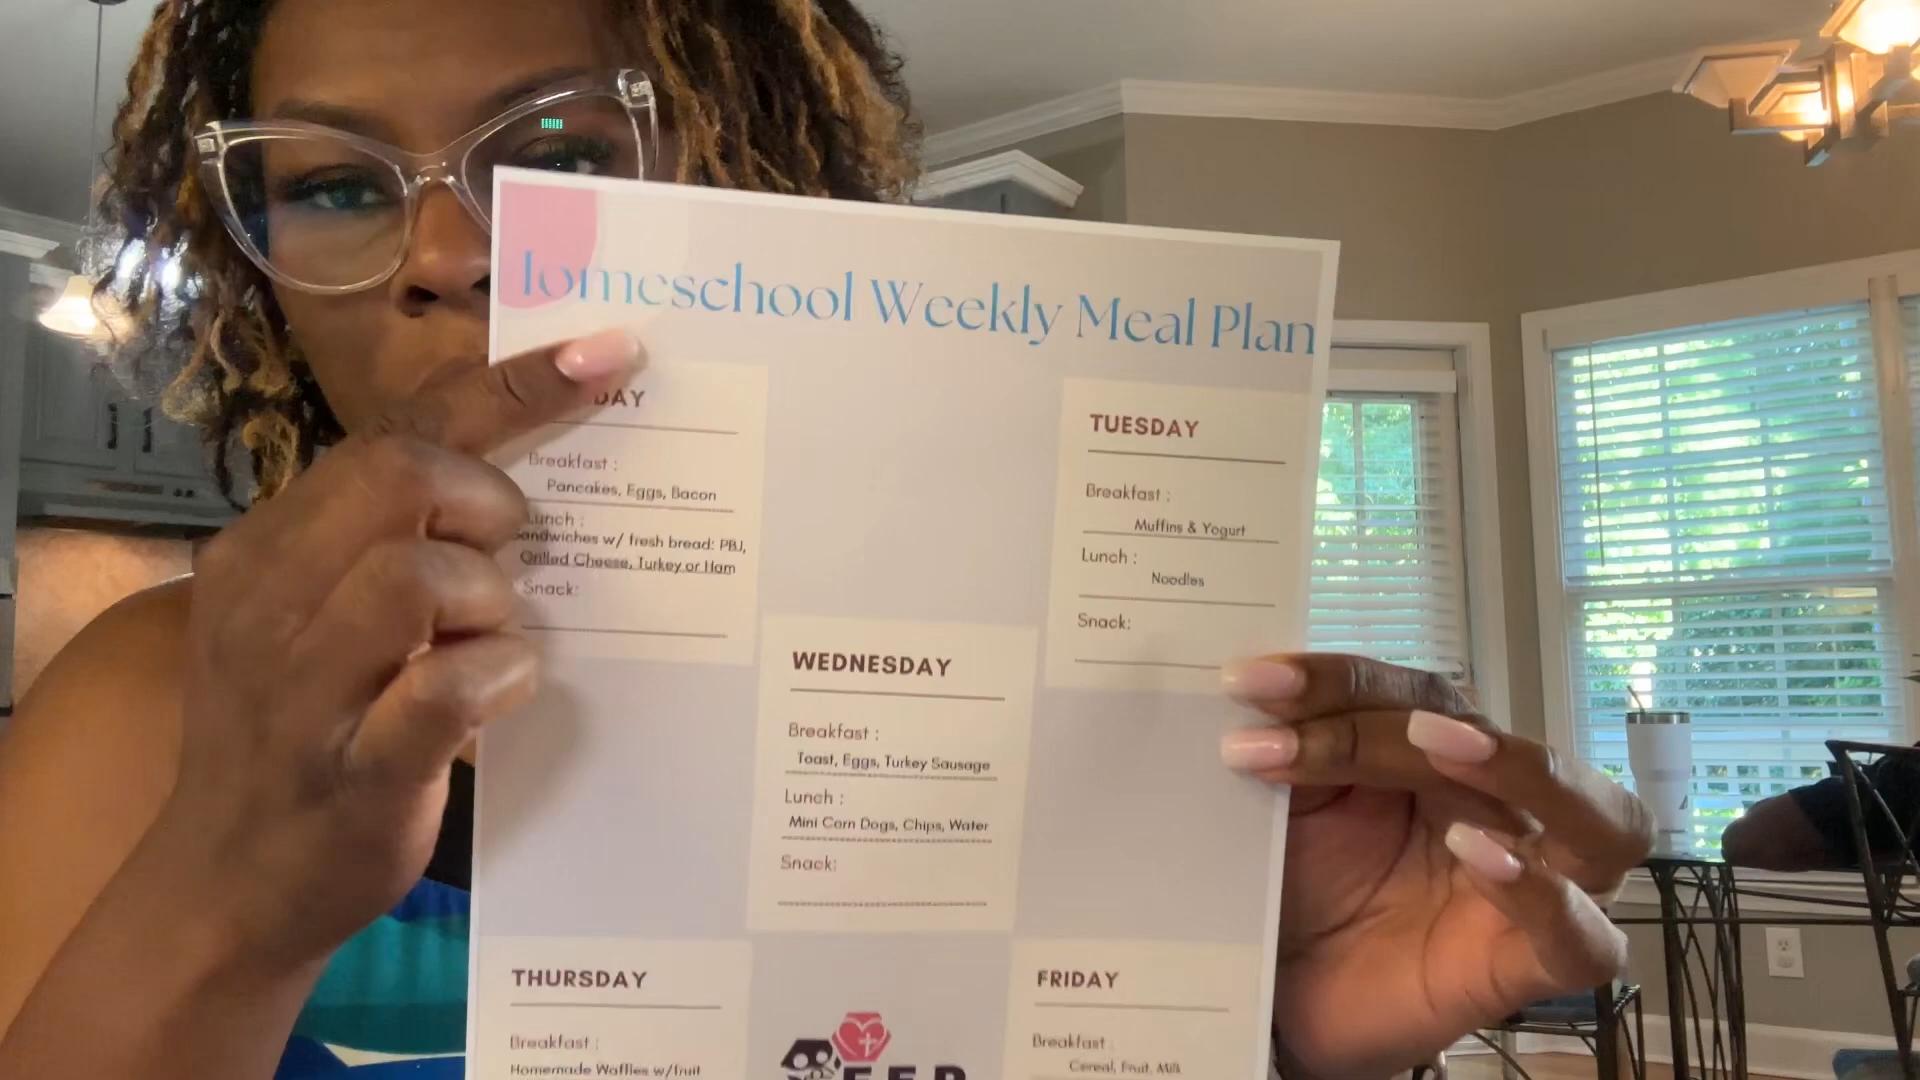 Homeschool Weekly Meal Plan
DAY
Breakfast :
Pancakes, Eggs, Bacon
Lunch :
Sandwiches w/ fresh bread: PBJ,
Grilled Cheese, Turkey or Ham
Snack:
TUESDAY
Breakfast :
Muffins & Yogurt
Lunch :
Noodles
Snack:
WEDNESDAY
Breakfast :
Toast, Eggs, Turkey Sausage
Lunch :
Mini Corn Dogs, Chips, Water
Snack:
THURSDAY
Breakfast :
Homemade Waffles w/fruit
FRIDAY
Breakfast :
Cereal, Fruit, Milk